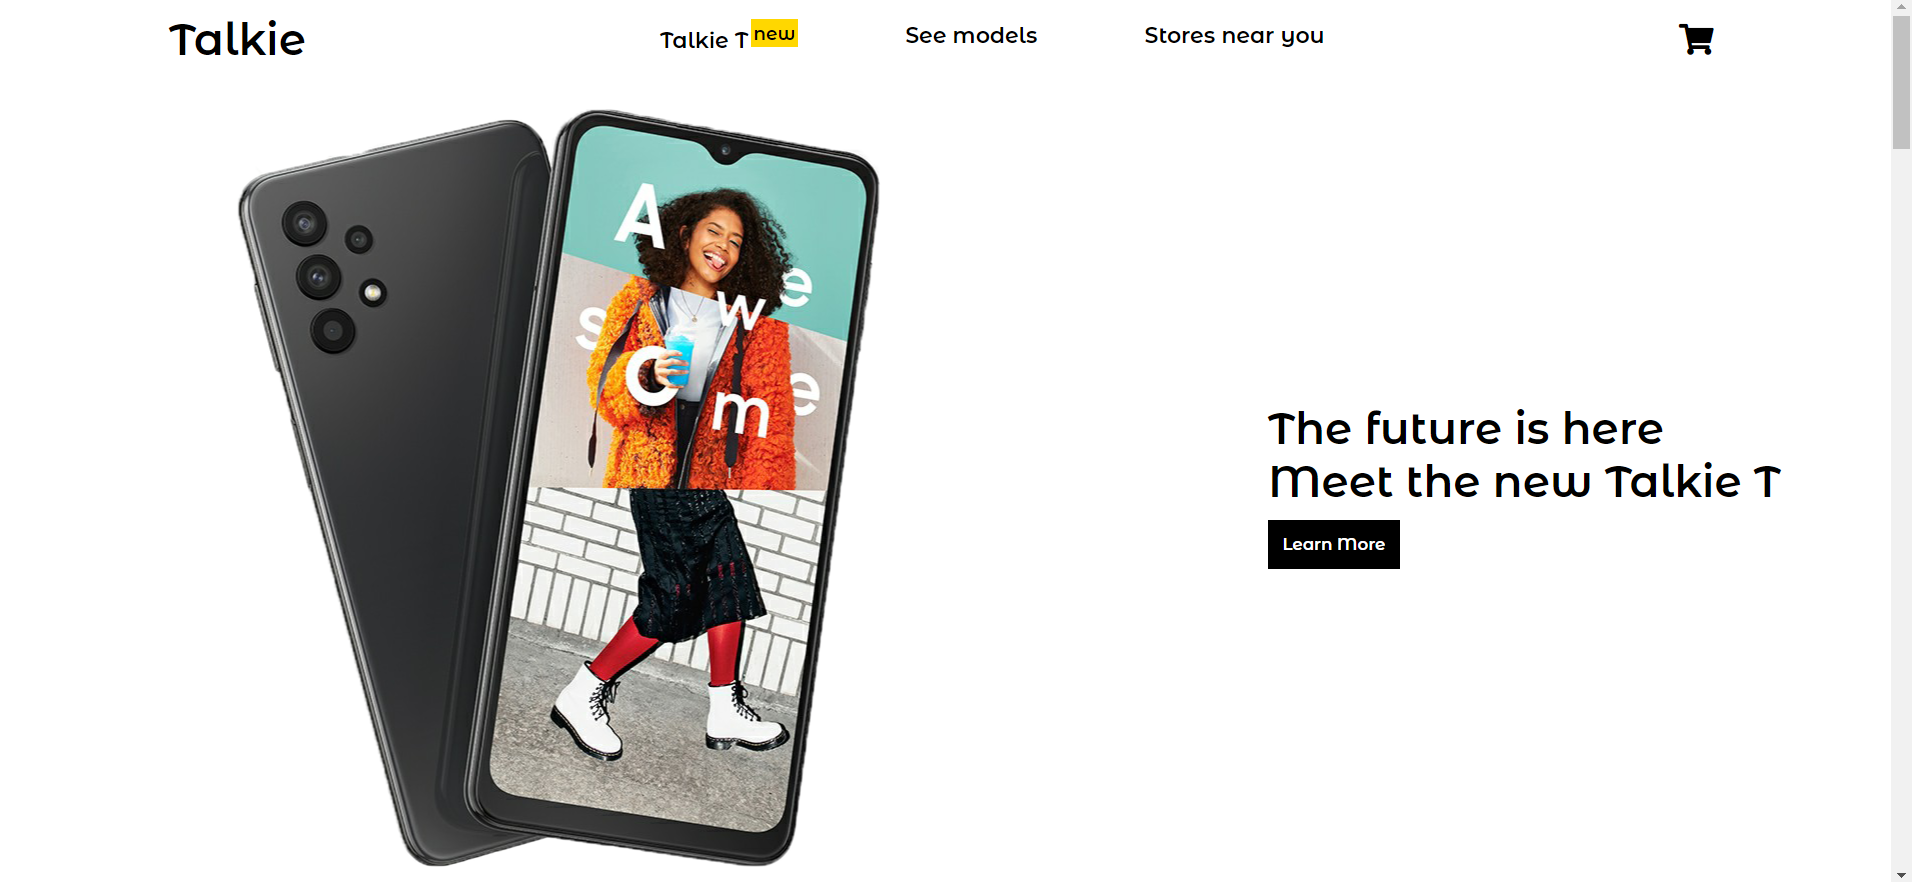 Talkie
Talkie T new
See models
Stores near you
A
w e
s
o
m e
The future is here
Meet the new Talkie T
Learn More